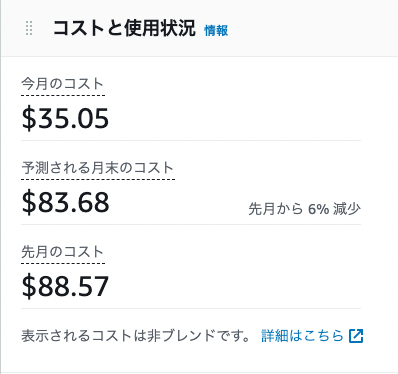 コストと使用状況 情報
今月のコスト
$35.05
予測される月末のコスト
$83.68
先月から 6% 減少
先月のコスト
$88.57
表示されるコストは非ブレンドです。 詳細はこちら